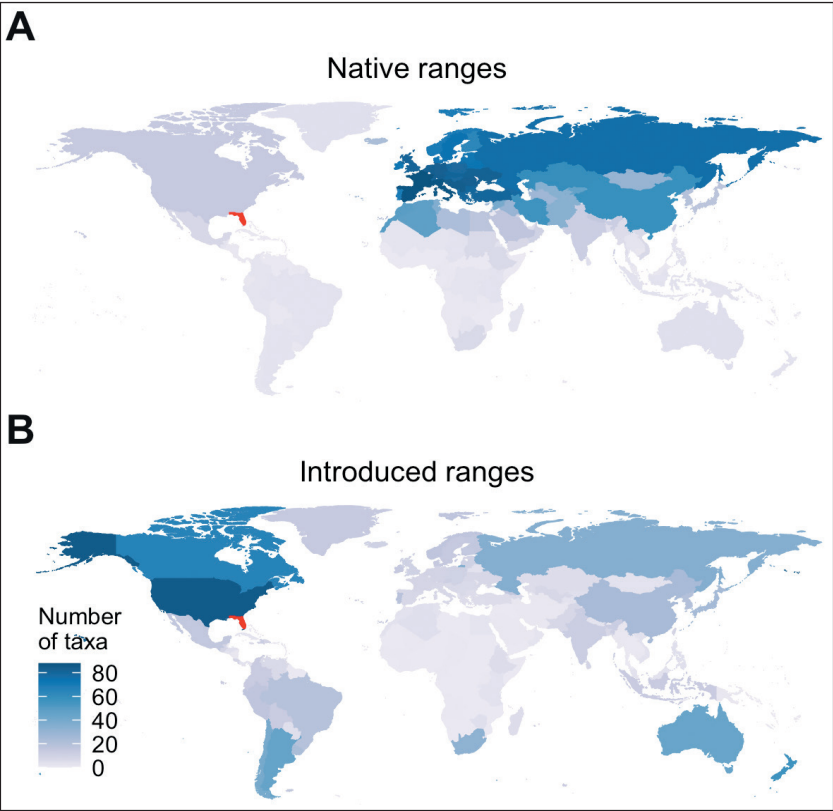 A
Native ranges
B
Introduced ranges
Number
of taxa
80
60
40
20
0